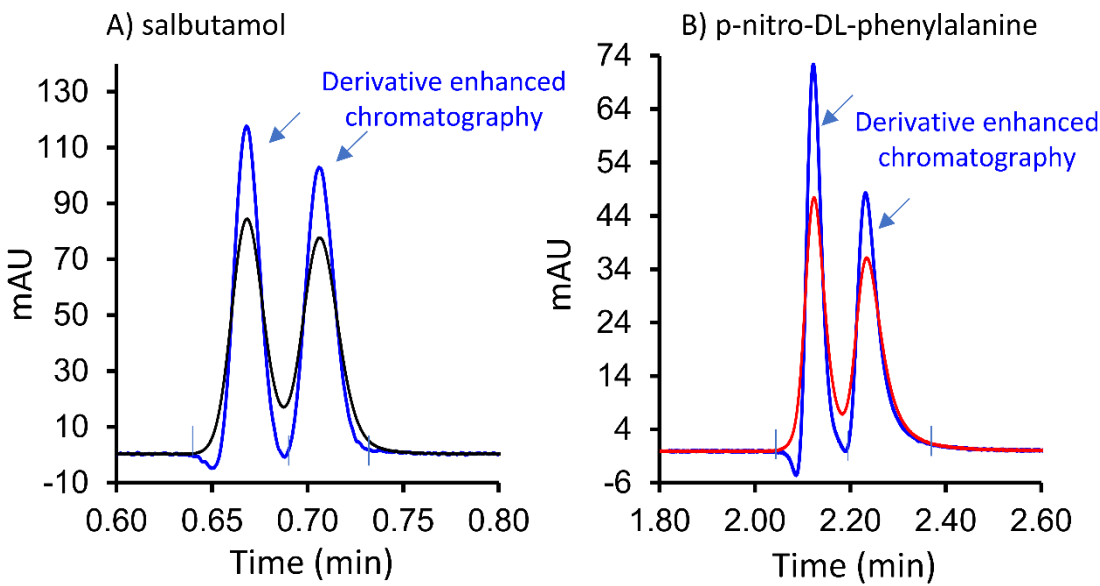 A) salbutamol
Derivative enhanced
chromatography
130
110
90
70
50
30
10
-10
mAU
0.60
0.65
0.70
0.75
0.80
Time (min)
B) p-nitro-DL-phenylalanine
Derivative enhanced
chromatography
74
64
54
44
34
24
14
4
-6
mAU
1.80
2.00
2.20
2.40
2.60
Time (min)